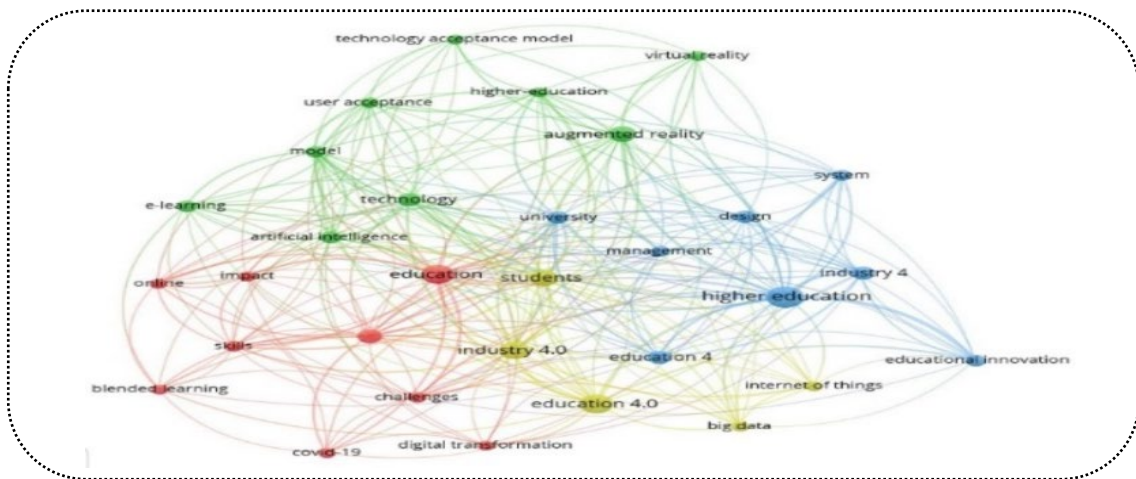 technology acceptance model
virtual reality
higher-education
user acceptance
augmented reality
model
system
technology
e-learning
university
design
artificial intelligence
management
education
students
impact
online
industry 4
higher education
skills
industry 4.0
education 4
educational innovation
blended learning
internet of things
challenges
education 4.0
big data
digital transformation
covid-19